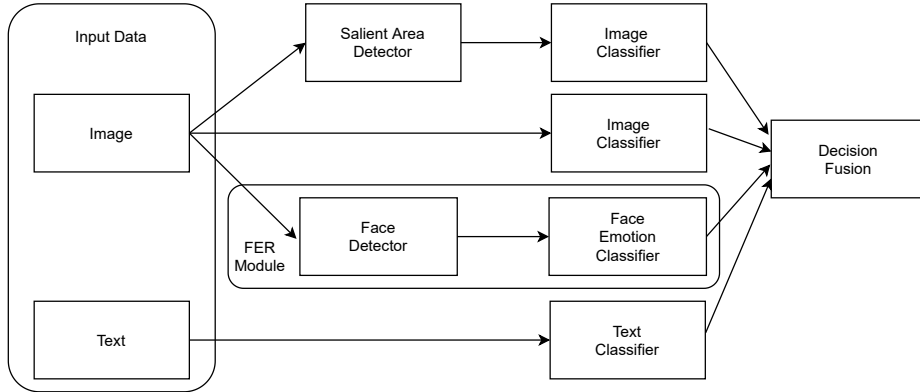 Input Data
Salient Area
Detector
Image
Classifier
Image
Image
Classifier
Decision
Fusion
FER
Module
Face
Detector
Face
Emotion
Classifier
Text
Text
Classifier